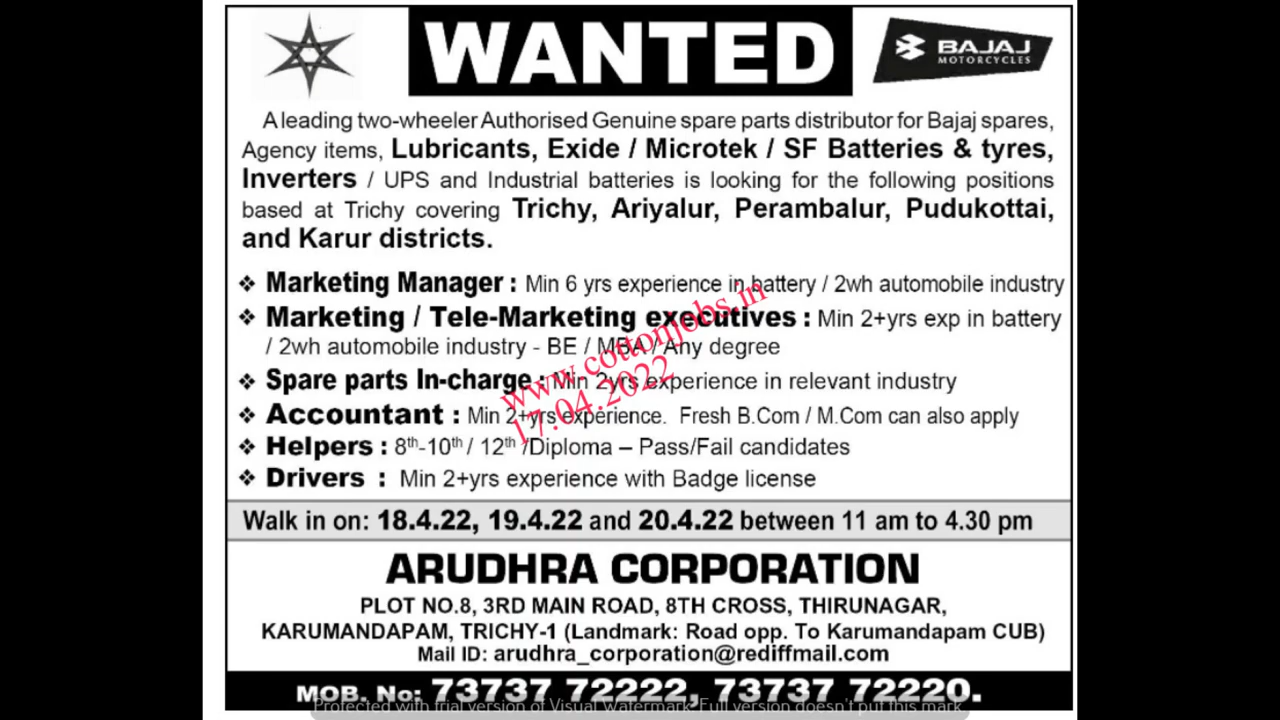 WANTED
BAJAJ
MOTORCYCLES
A leading two-wheeler Authorised Genuine spare parts distributor for Bajaj spares,
Agency items, Lubricants, Exide / Microtek / SF Batteries & tyres,
Inverters / UPS and Industrial batteries is looking for the following positions
based at Trichy covering Trichy, Ariyalur, Perambalur, Pudukottai,
and Karur districts.
❖ Marketing Manager : Min 6 yrs experience in battery / 2wh automobile industry
❖ Marketing / Tele-Marketing executives : Min 2+yrs exp in battery
/ 2wh automobile industry - BE / MBA / Any degree
❖ Spare parts In-charge : Min 2yrs experience in relevant industry
❖ Accountant : Min 2+yrs experience. Fresh B.Com / M.Com can also apply
❖ Helpers : 8th-10th / 12th /Diploma – Pass/Fail candidates
❖ Drivers : Min 2+yrs experience with Badge license
www.cottonjobs.in
17.04.2022
Walk in on: 18.4.22, 19.4.22 and 20.4.22 between 11 am to 4.30 pm
ARUDHRA CORPORATION
PLOT NO.8, 3RD MAIN ROAD, 8TH CROSS, THIRUNAGAR,
KARUMANDAPAM, TRICHY-1 (Landmark: Road opp. To Karumandapam CUB)
Mail ID: arudhra_corporation@rediffmail.com
MOB. No: 73737 72222, 73737 72220.
Protected with trial version of Visual Watermark. Full version doesn't put this mark.